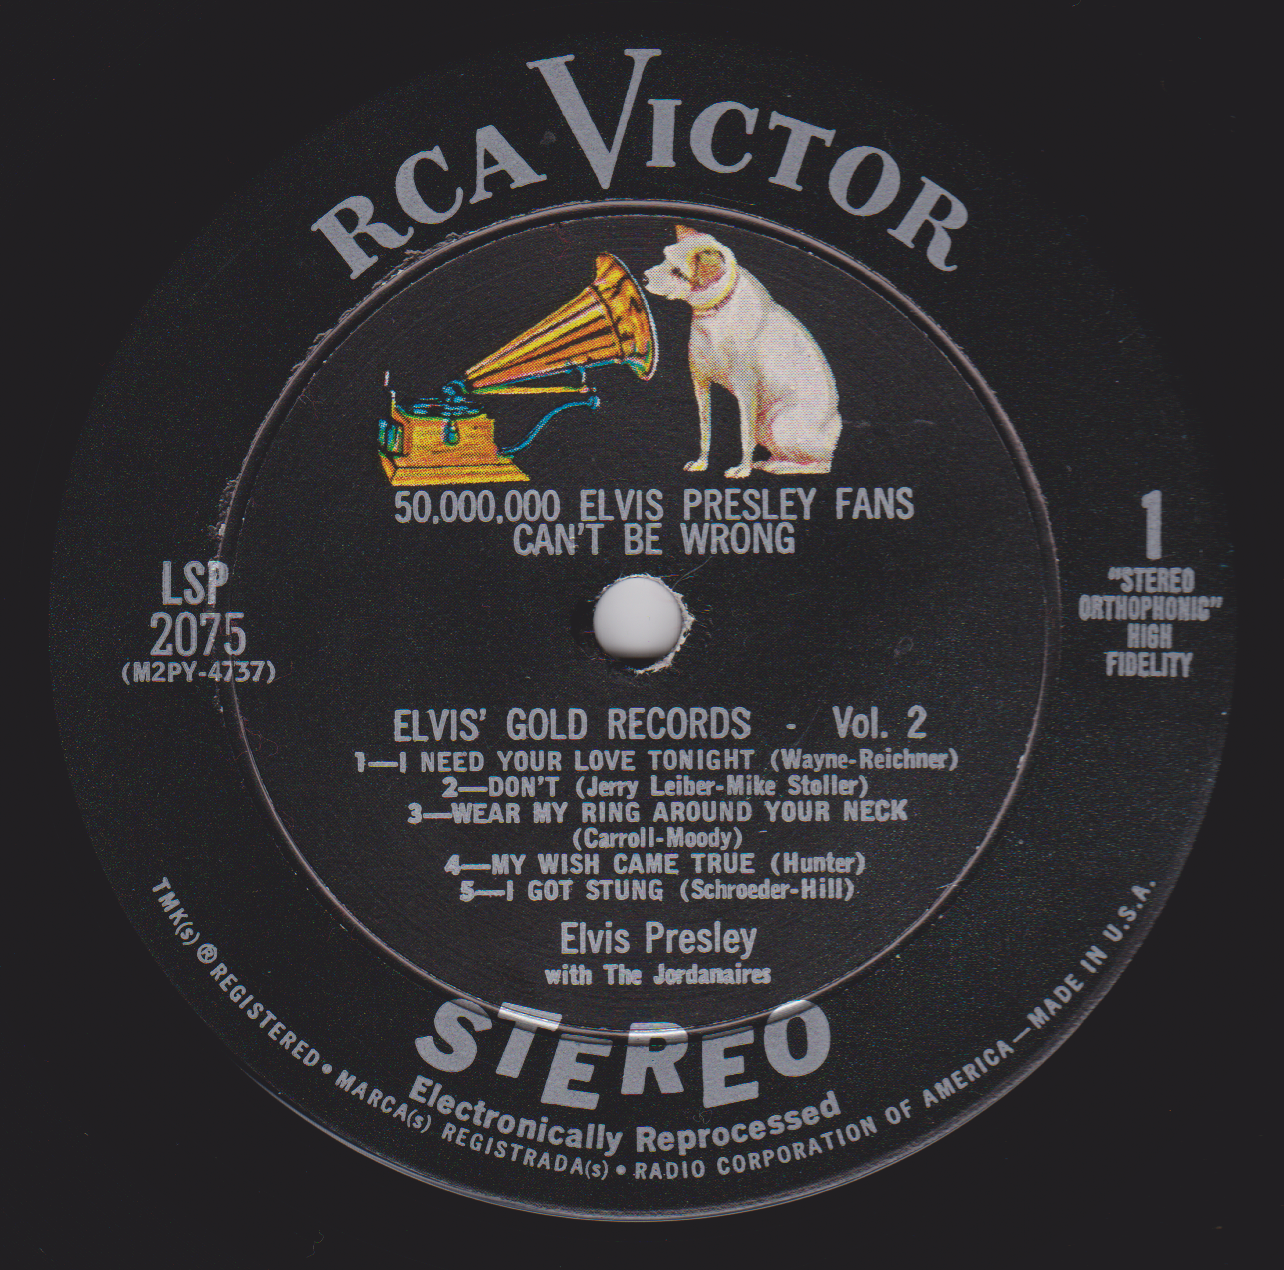 RCA VICTOR
50,000,000 ELVIS PRESLEY FANS
CAN'T BE WRONG
LSP
2075
(M2PY-4737)
1
"STEREO
ORTHOPHONIC"
HIGH
FIDELITY
ELVIS' GOLD RECORDS - Vol. 2
1—I NEED YOUR LOVE TONIGHT (Wayne-Reichner)
2—DON'T (Jerry Leiber-Mike Stoller)
3—WEAR MY RING AROUND YOUR NECK
(Carroll-Moody)
4—MY WISH CAME TRUE (Hunter)
5—I GOT STUNG (Schroeder-Hill)
Elvis Presley
with The Jordanaires
STEREO
Electronically Reprocessed
TMK(s) ® REGISTERED • MARCA(s) REGISTRADA(s) • RADIO CORPORATION OF AMERICA—MADE IN U.S.A.